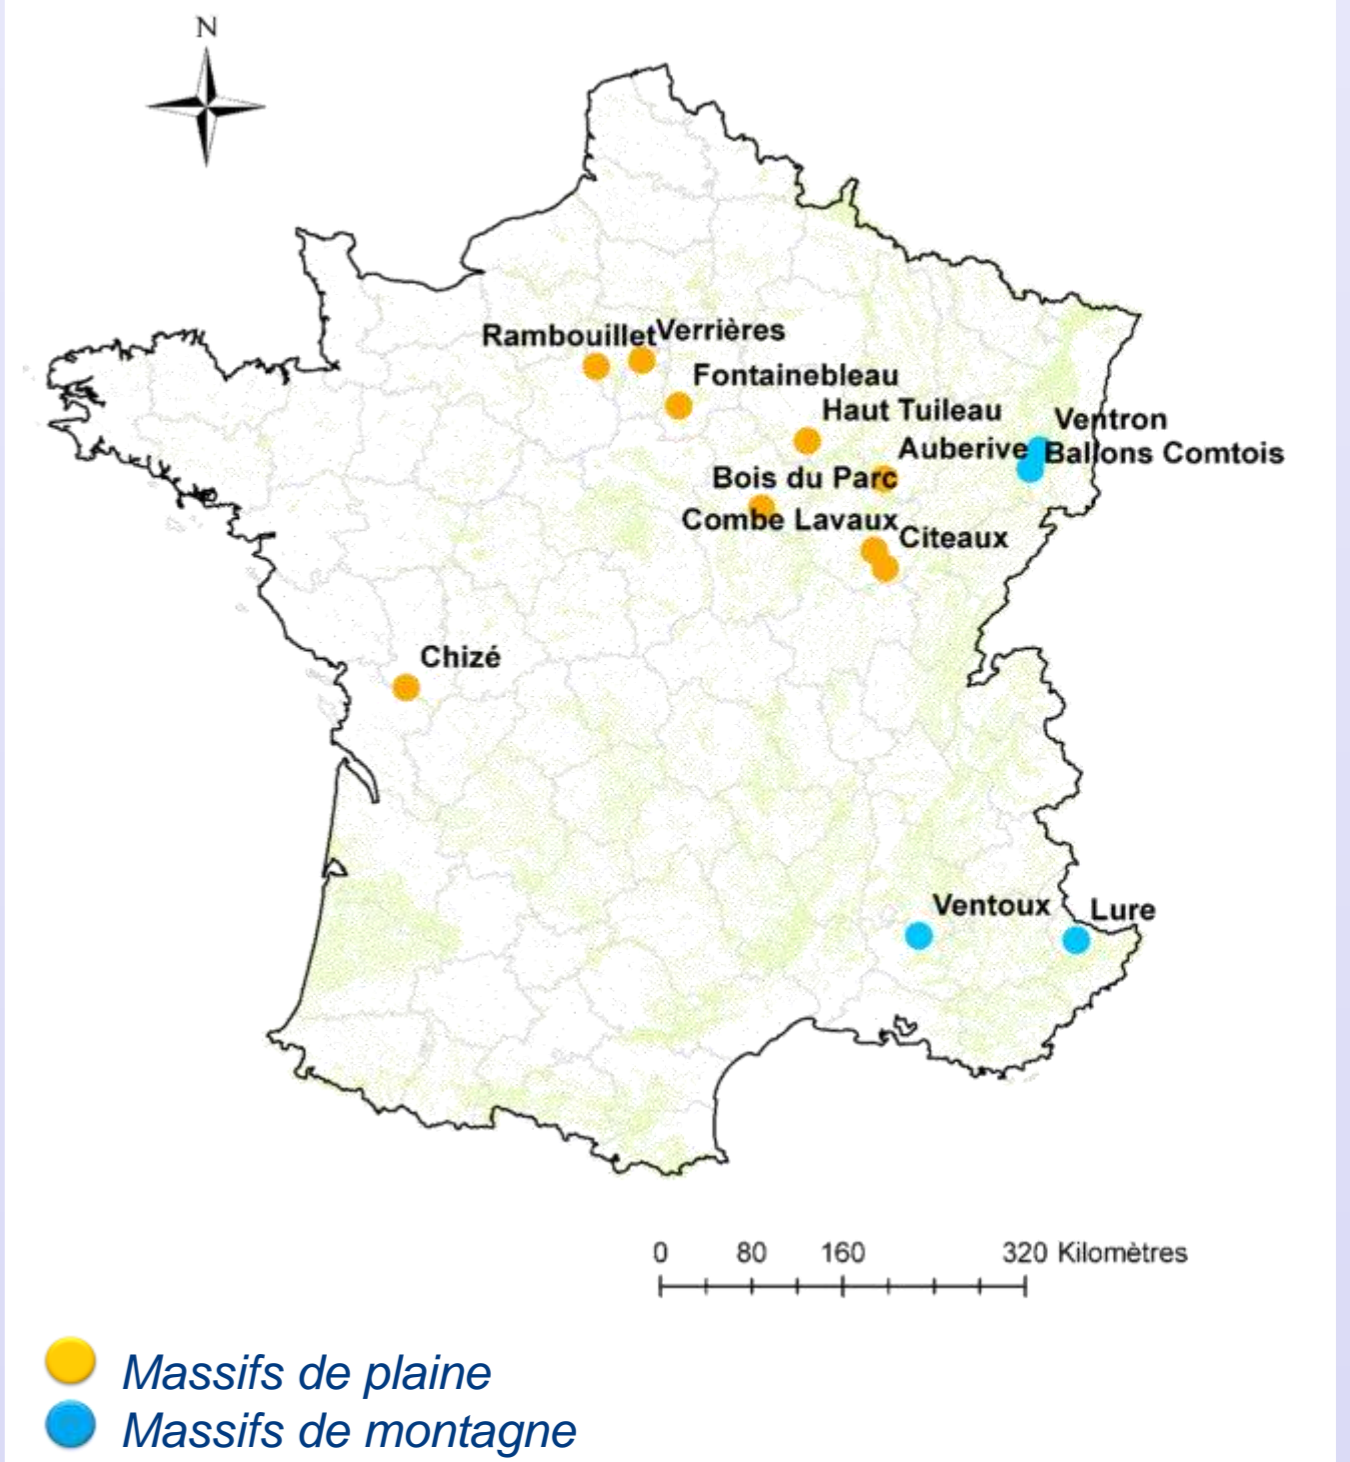 N
Rambouillet
Verrières
Fontainebleau
Haut Tuileau
Ventron
Auberive
Ballons Comtois
Bois du Parc
Combe Lavaux
Citeaux
Chizé
Ventoux
Lure
0 80 160 320 Kilomètres
Massifs de plaine
Massifs de montagne